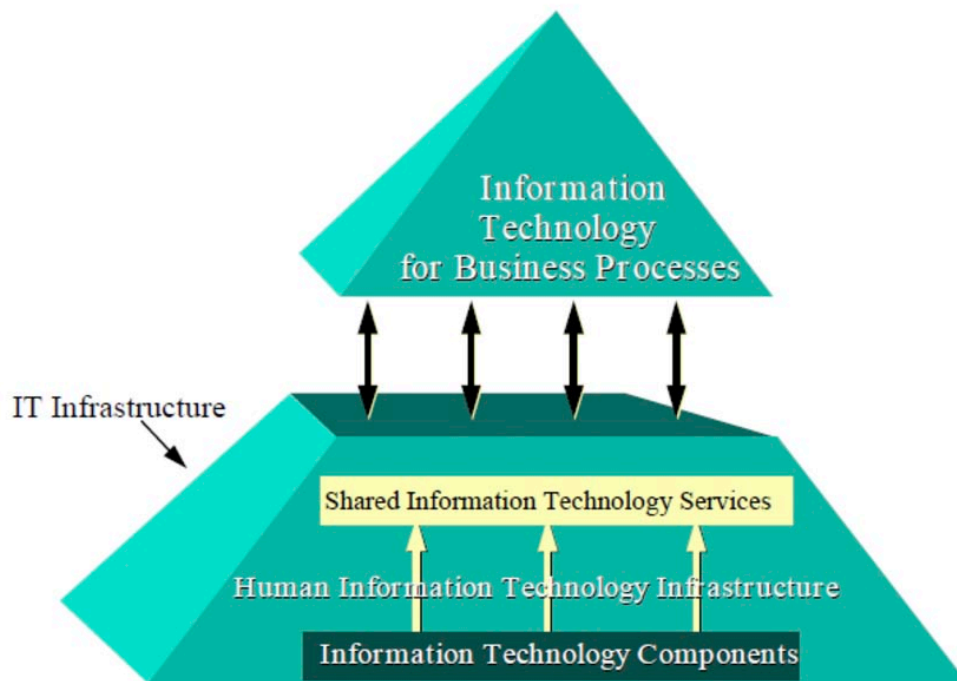 Information
Technology
for Business Processes
IT Infrastructure
Shared Information Technology Services
Human Information Technology Infrastructure
Information Technology Components